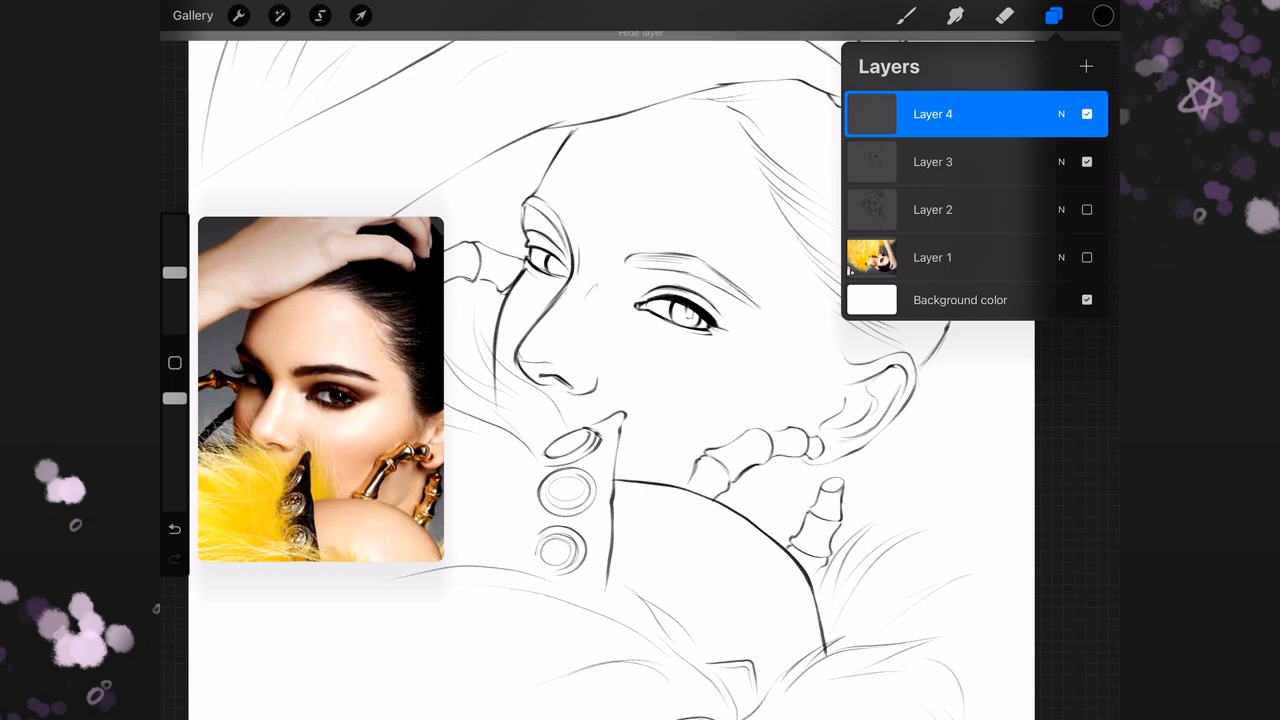 Gallery
Hide layer
Layers
Layer 4 N
Layer 3 N
Layer 2 N
Layer 1 N
Background color